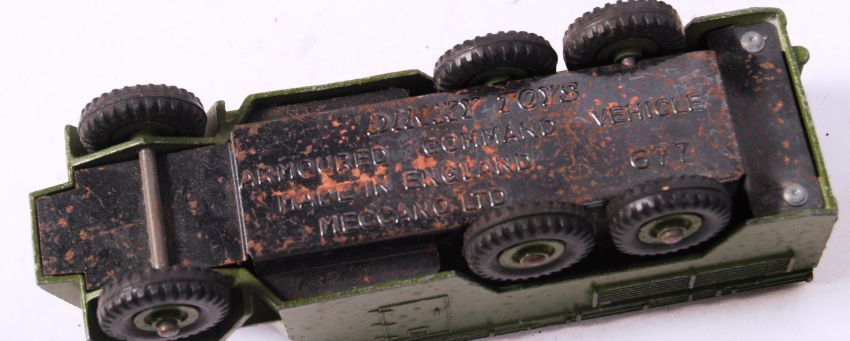 DINKY TOYS
ARMOURED COMMAND VEHICLE
MADE IN ENGLAND 677
MECCANO LTD